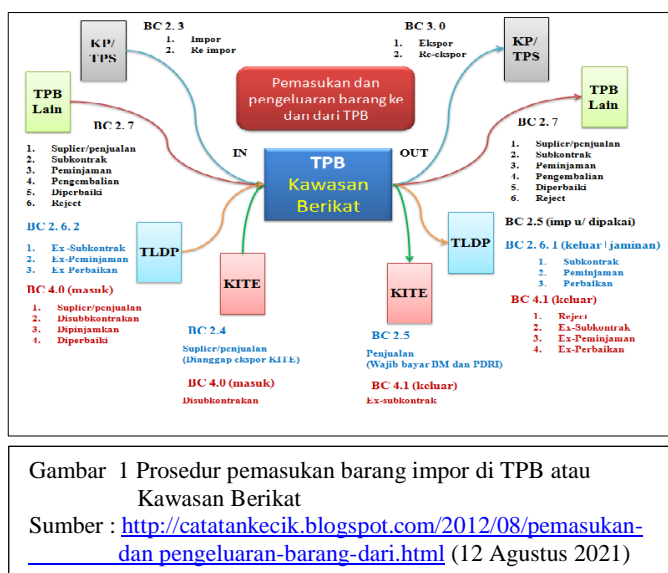 BC 2. 3
1. Impor
2. Re impor
KP/
TPS
BC 3. 0
1. Ekspor
2. Re-ekspor
KP/
TPS
Pemasukan dan
pengeluaran barang ke
dan dari TPB
TPB
Lain
BC 2. 7
1. Suplier/penjualan
2. Subkontrak
3. Peminjaman
4. Pengembalian
5. Diperbaiki
6. Reject
IN
TPB
Kawasan
Berikat
OUT
TPB
Lain
BC 2. 7
1. Suplier/penjualan
2. Subkontrak
3. Peminjaman
4. Pengembalian
5. Diperbaiki
6. Reject
BC 2. 6. 2
1. Ex-Subkontrak
2. Ex-Peminjaman
3. Ex Perbaikan
TLDP
BC 4.0 (masuk)
1. Suplier/penjualan
2. Disubkontrakan
3. Dipinjamkan
4. Diperbaiki
KITE
BC 2.4
Suplier/penjualan
(Dianggap ekspor KITE)
BC 4.0 (masuk)
Disubkontrakan
KITE
BC 2.5
Penjualan
(Wajib bayar BM dan PDRI)
BC 4.1 (keluar)
Ex-subkontrak
TLDP
BC 2.5 (imp u/ dipakai)
BC 2. 6. 1 (keluar+jaminan)
1. Subkontrak
2. Peminjaman
3. Perbaikan
BC 4.1 (keluar)
1. Reject
2. Ex-Subkontrak
3. Ex-Peminjaman
4. Ex-Perbaikan
Gambar 1 Prosedur pemasukan barang impor di TPB atau
Kawasan Berikat
Sumber : http://catatankecik.blogspot.com/2012/08/pemasukan-
dan pengeluaran-barang-dari.html (12 Agustus 2021)